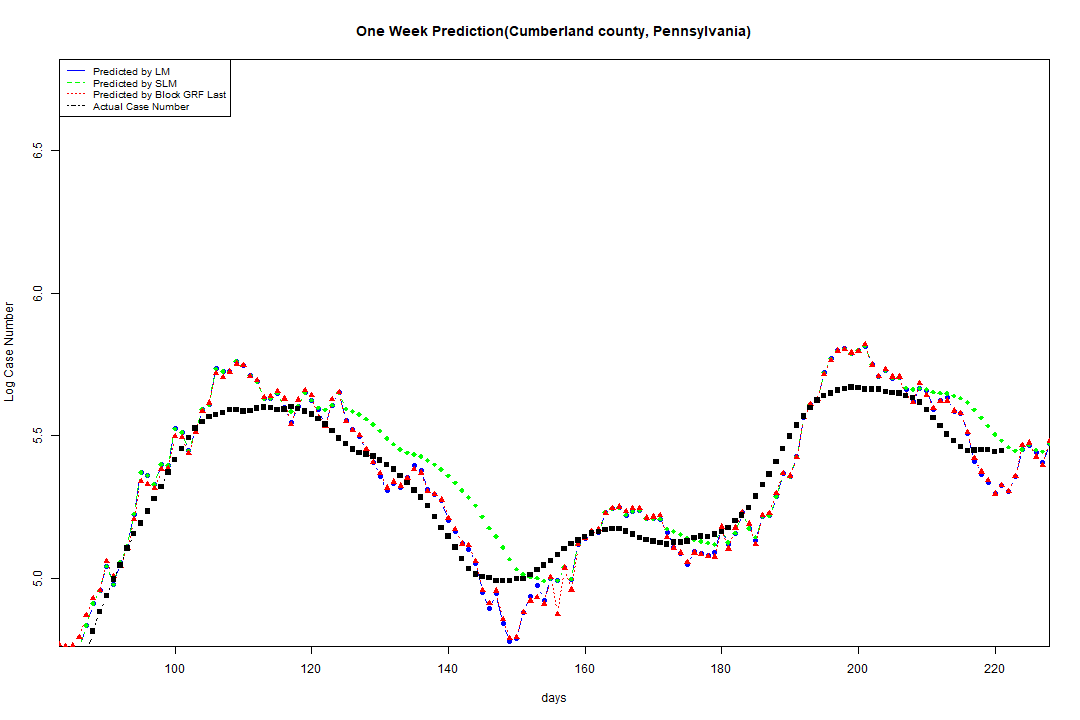 One Week Prediction(Cumberland county, Pennsylvania)
Predicted by LM
Predicted by SLM
Predicted by Block GRF Last
Actual Case Number
Log Case Number
6.5
6.0
5.5
5.0
100 120 140 160 180 200 220
days